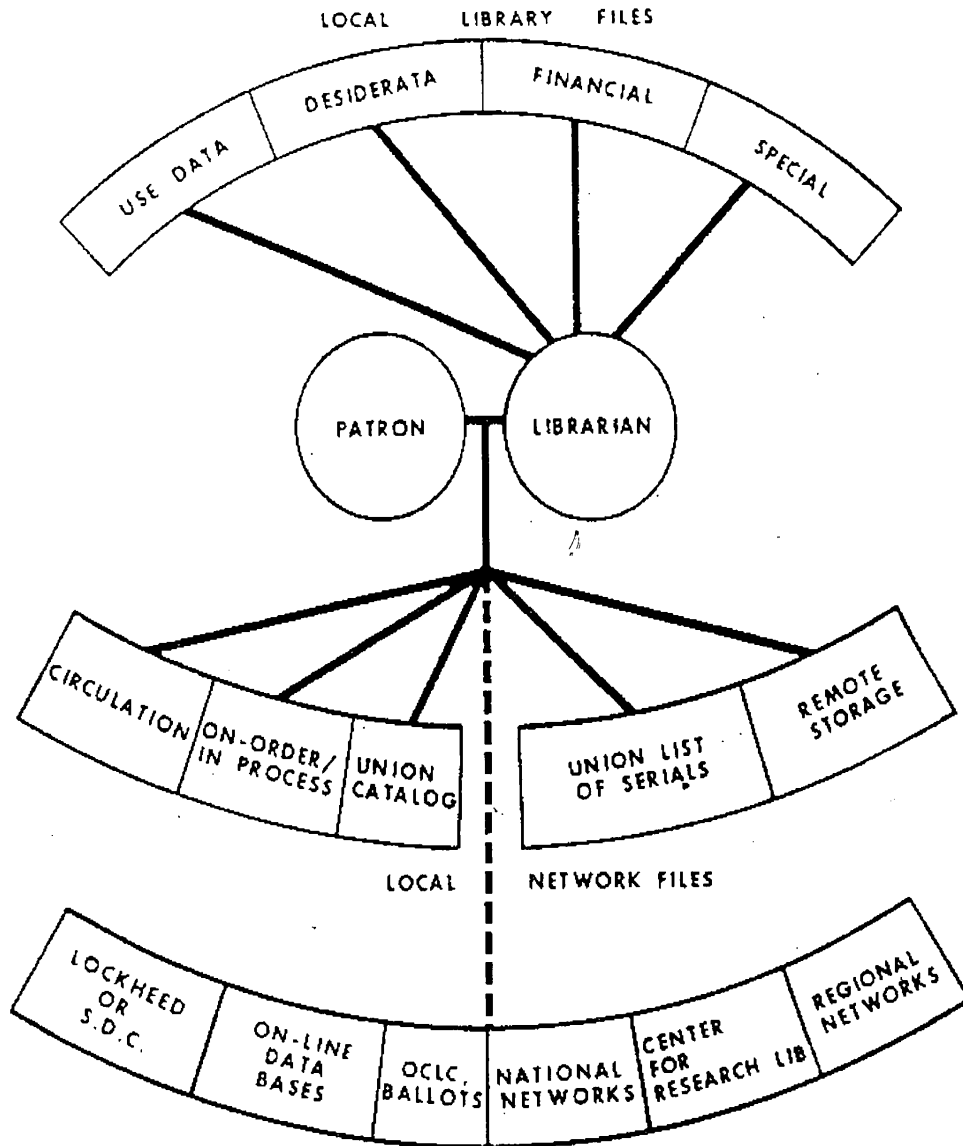 LOCAL LIBRARY FILES
USE DATA
DESIDERATA
FINANCIAL
SPECIAL
PATRON
LIBRARIAN
CIRCULATION
ON-ORDER/
IN PROCESS
UNION
CATALOG
UNION LIST
OF SERIALS
REMOTE
STORAGE
LOCAL NETWORK FILES
LOCKHEED
OR
S.D.C.
ON-LINE
DATA
BASES
OCLC,
BALLOTS
NATIONAL
NETWORKS
CENTER
FOR
RESEARCH LIB
REGIONAL
NETWORKS